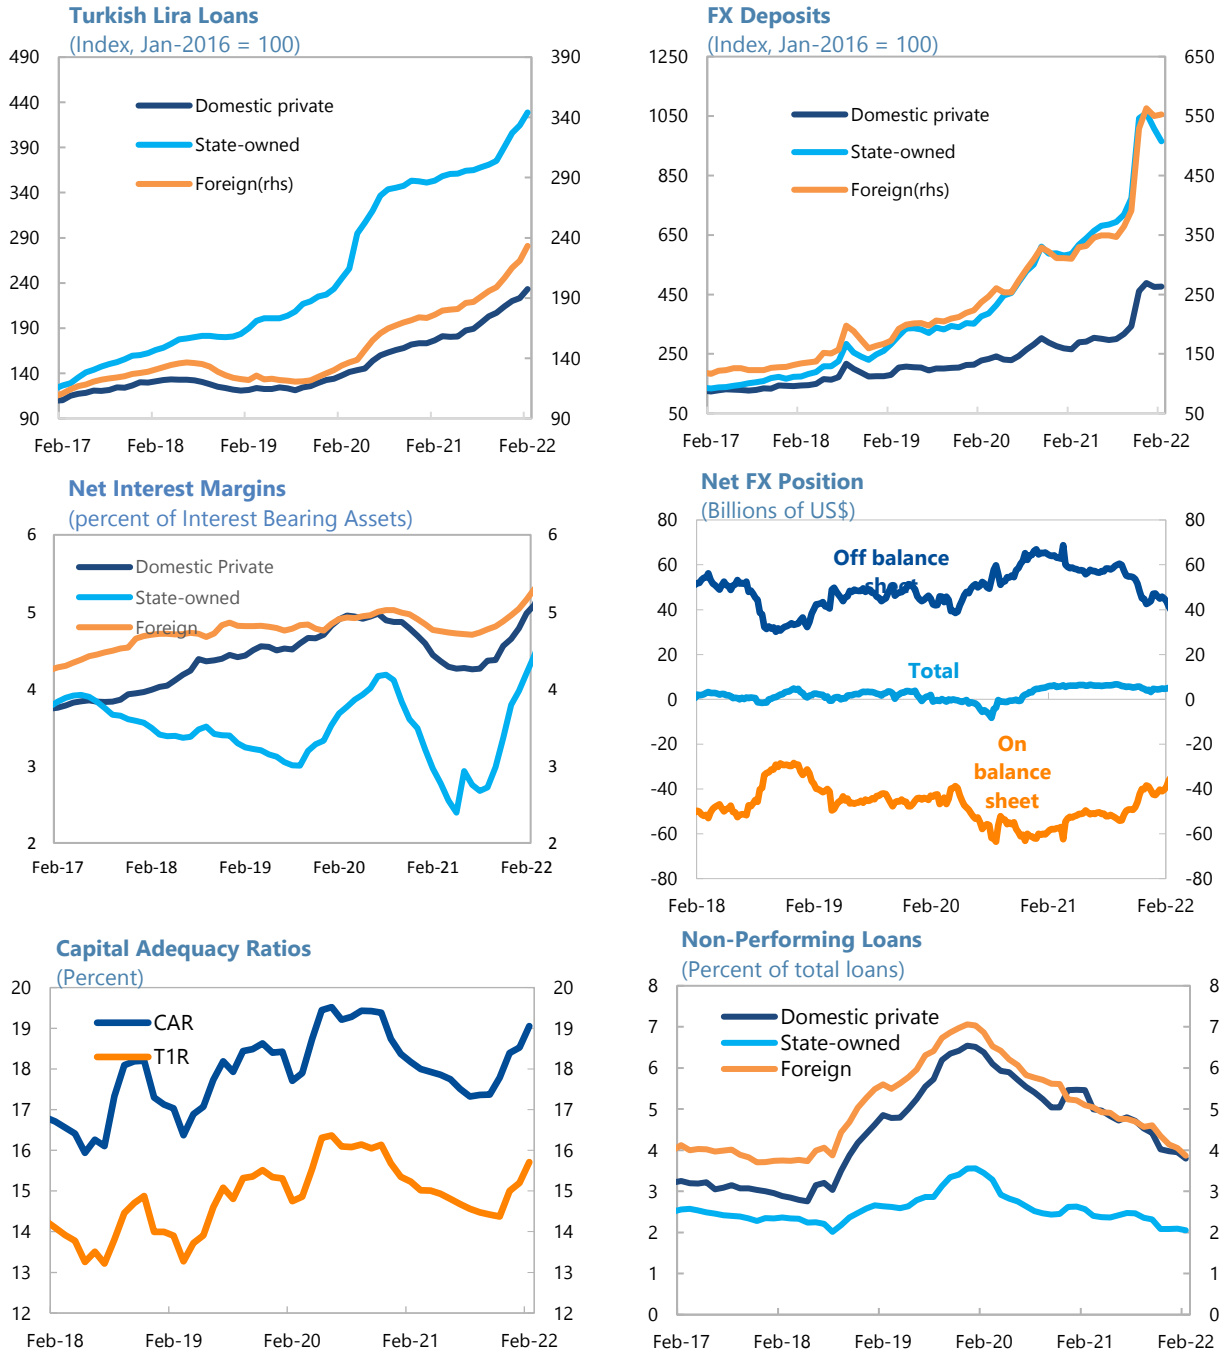 Turkish Lira Loans
(Index, Jan-2016 = 100)
490
440
390
340
290
240
190
140
90
390
340
290
240
190
140
90
Domestic private
State-owned
Foreign(rhs)
Feb-17 Feb-18 Feb-19 Feb-20 Feb-21 Feb-22
FX Deposits
(Index, Jan-2016 = 100)
1250
1050
850
650
450
250
50
650
550
450
350
250
150
50
Domestic private
State-owned
Foreign(rhs)
Feb-17 Feb-18 Feb-19 Feb-20 Feb-21 Feb-22
Net Interest Margins
(percent of Interest Bearing Assets)
6
5
4
3
2
6
5
4
3
2
Domestic Private
State-owned
Foreign
Feb-17 Feb-18 Feb-19 Feb-20 Feb-21 Feb-22
Net FX Position
(Billions of US$)
80
60
40
20
0
-20
-40
-60
-80
80
60
40
20
0
-20
-40
-60
-80
Off balance
sheet
Total
On
balance
sheet
Feb-18 Feb-19 Feb-20 Feb-21 Feb-22
Capital Adequacy Ratios
(Percent)
20
19
18
17
16
15
14
13
12
20
19
18
17
16
15
14
13
12
CAR
T1R
Feb-18 Feb-19 Feb-20 Feb-21 Feb-22
Non-Performing Loans
(Percent of total loans)
8
7
6
5
4
3
2
1
0
8
7
6
5
4
3
2
1
0
Domestic private
State-owned
Foreign
Feb-17 Feb-18 Feb-19 Feb-20 Feb-21 Feb-22